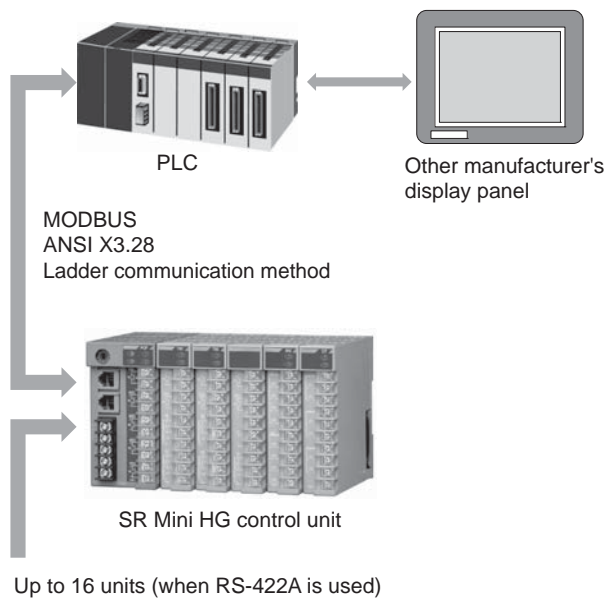 PLC
Other manufacturer's
display panel
MODBUS
ANSI X3.28
Ladder communication method
SR Mini HG control unit
Up to 16 units (when RS-422A is used)